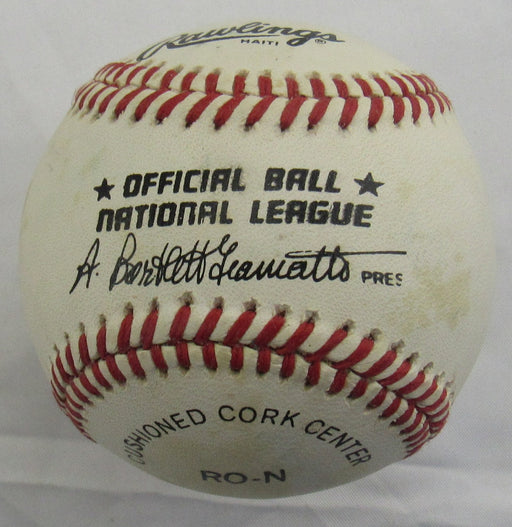 Rawlings ®
HAITI
★ OFFICIAL BALL ★
NATIONAL LEAGUE
A. Bartlett Giamatti PRES
CUSHIONED CORK CENTER
RO-N